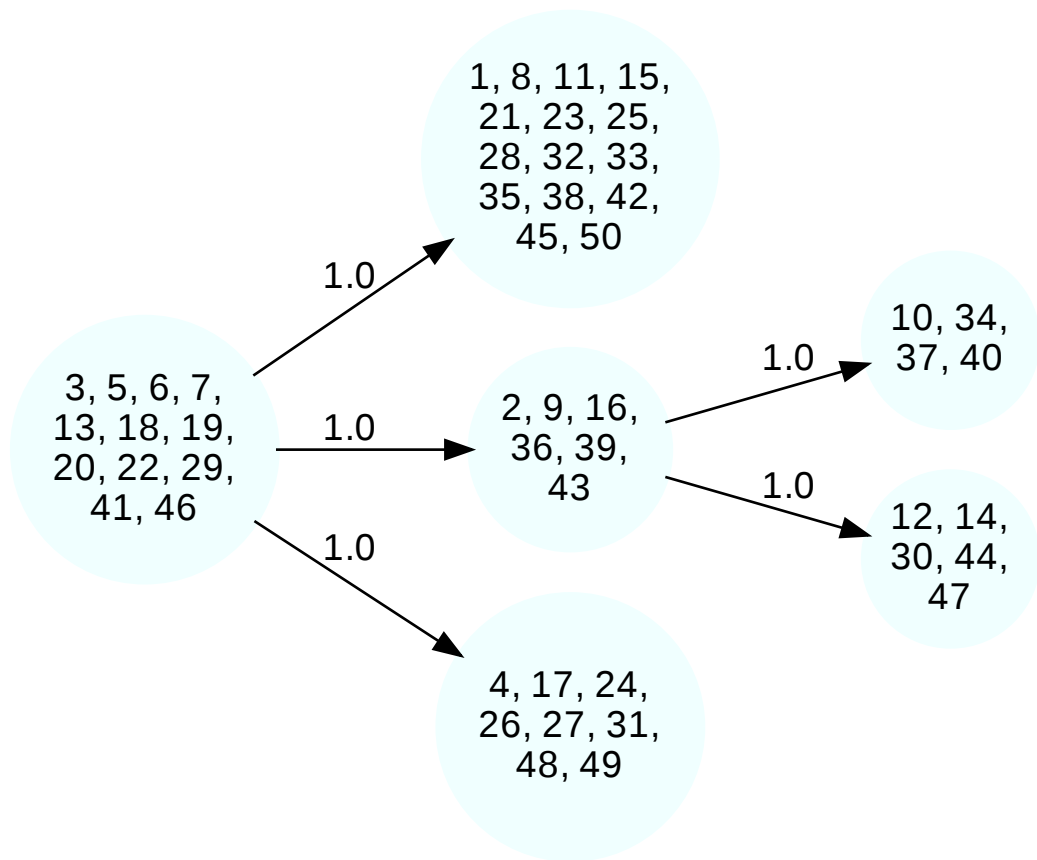 3, 5, 6, 7,
13, 18, 19,
20, 22, 29,
41, 46
1.0
1.0
1.0
1, 8, 11, 15,
21, 23, 25,
28, 32, 33,
35, 38, 42,
45, 50
2, 9, 16,
36, 39,
43
4, 17, 24,
26, 27, 31,
48, 49
1.0
1.0
10, 34,
37, 40
12, 14,
30, 44,
47